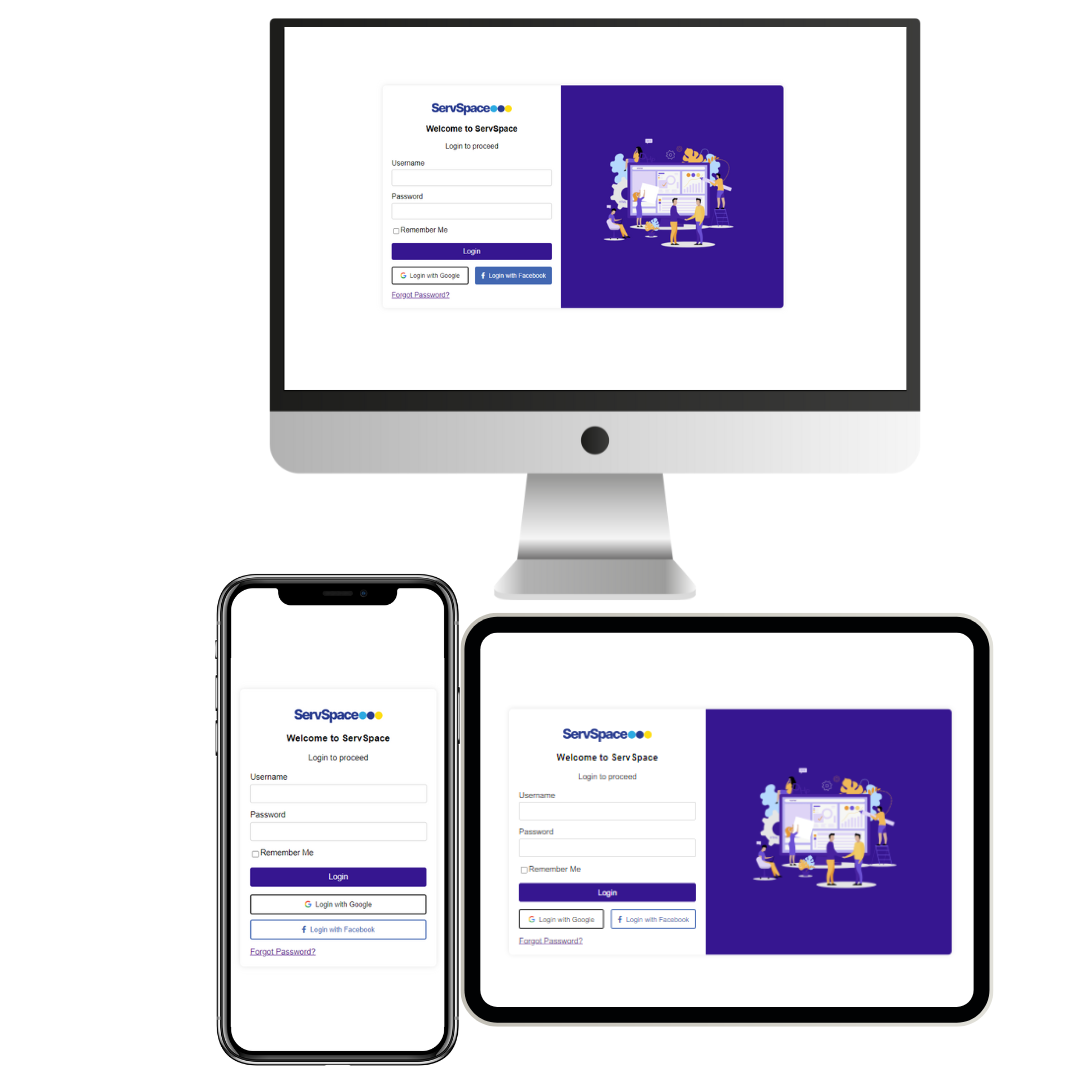 ServSpace
Welcome to ServSpace
Login to proceed
Username
Password
Remember Me
Login
Login with Google
Login with Facebook
Forgot Password?
ServSpace
Welcome to ServSpace
Login to proceed
Username
Password
Remember Me
Login
Login with Google
Login with Facebook
Forgot Password?
ServSpace
Welcome to ServSpace
Login to proceed
Username
Password
Remember Me
Login
Login with Google
Login with Facebook
Forgot Password?